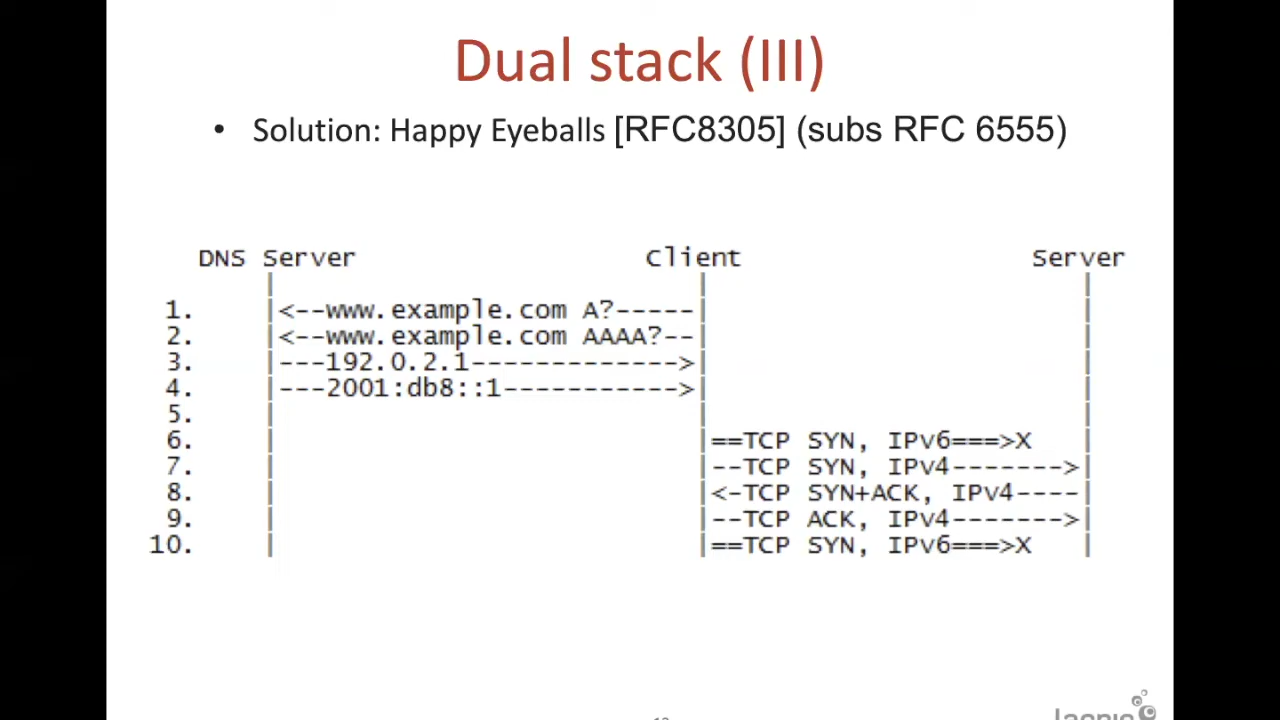 Dual stack (III)
• Solution: Happy Eyeballs [RFC8305] (subs RFC 6555)
DNS Server Client Server
| | |
1. |<--www.example.com A?-----| |
2. |<--www.example.com AAAA?--| |
3. |---192.0.2.1------------->| |
4. |---2001:db8::1----------->| |
5. | | |
6. | |==TCP SYN, IPv6===>X |
7. | |--TCP SYN, IPv4------->|
8. | |<-TCP SYN+ACK, IPv4----|
9. | |--TCP ACK, IPv4------->|
10. | |==TCP SYN, IPv6===>X |